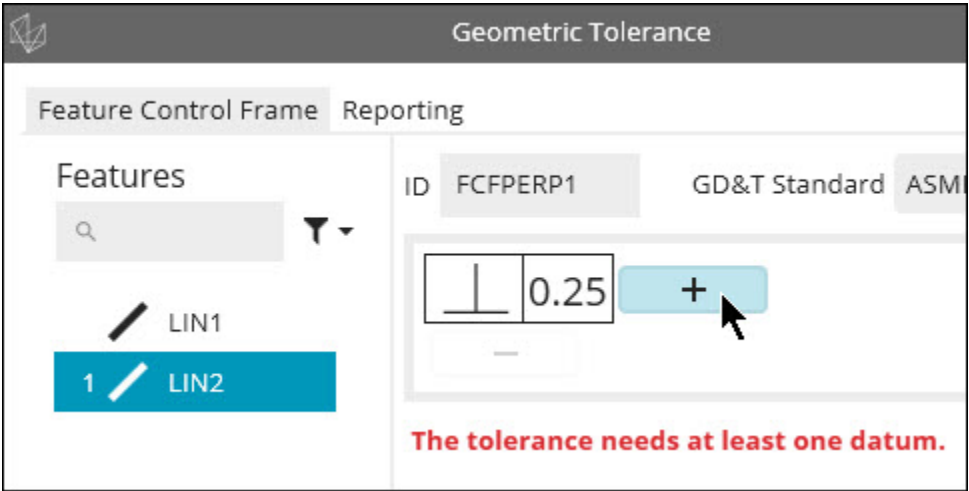 Geometric Tolerance
Feature Control Frame Reporting
Features
ID FCFPERP1 GD&T Standard
0.25 +
LIN1
1 LIN2
The tolerance needs at least one datum.